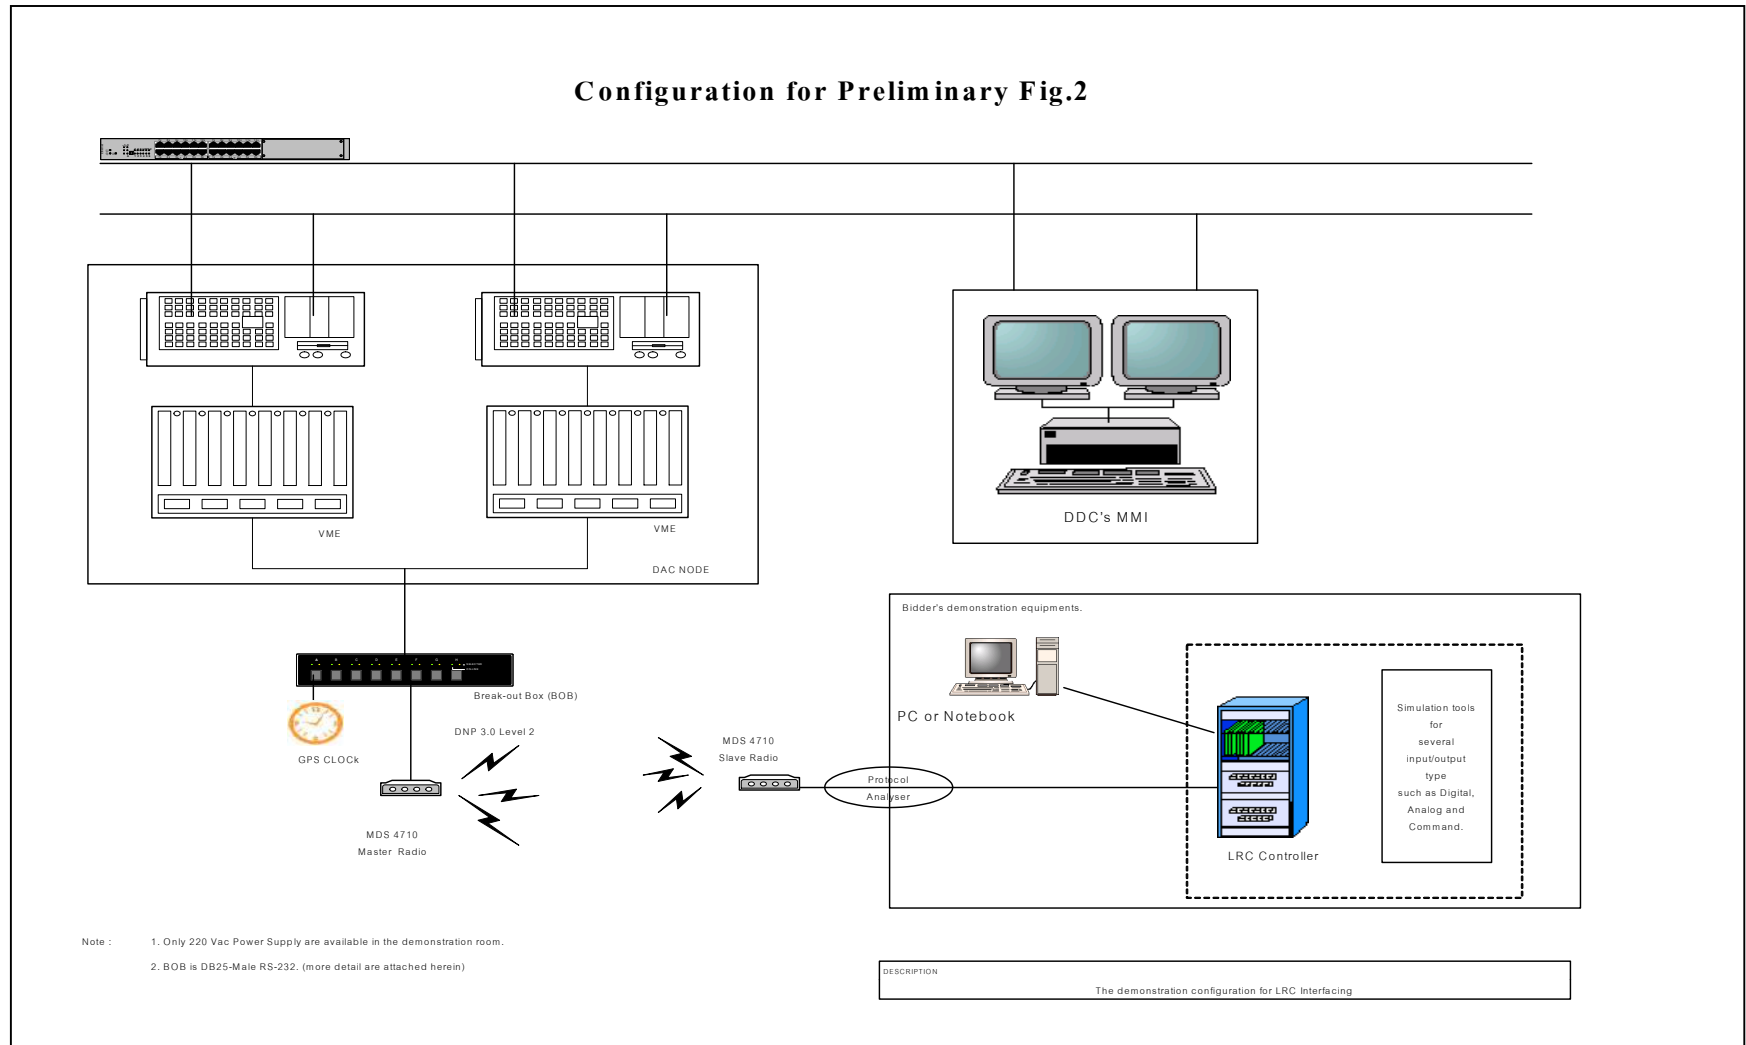 Configuration for Preliminary Fig.2
VME
VME
DAC NODE
DDC's MMI
Bidder's demonstration equipments.
A B C D E F G H
Break-out Box (BOB)
PC or Notebook
Simulation tools
for
several
input/output
type
such as Digital,
Analog and
Command.
DNP 3.0 Level 2
GPS CLOCk
MDS 4710
Slave Radio
Protocol
Analyser
MDS 4710
Master Radio
LRC Controller
Note :
1. Only 220 Vac Power Supply are available in the demonstration room.
2. BOB is DB25-Male RS-232. (more detail are attached herein)
DESCRIPTION
The demonstration configuration for LRC Interfacing